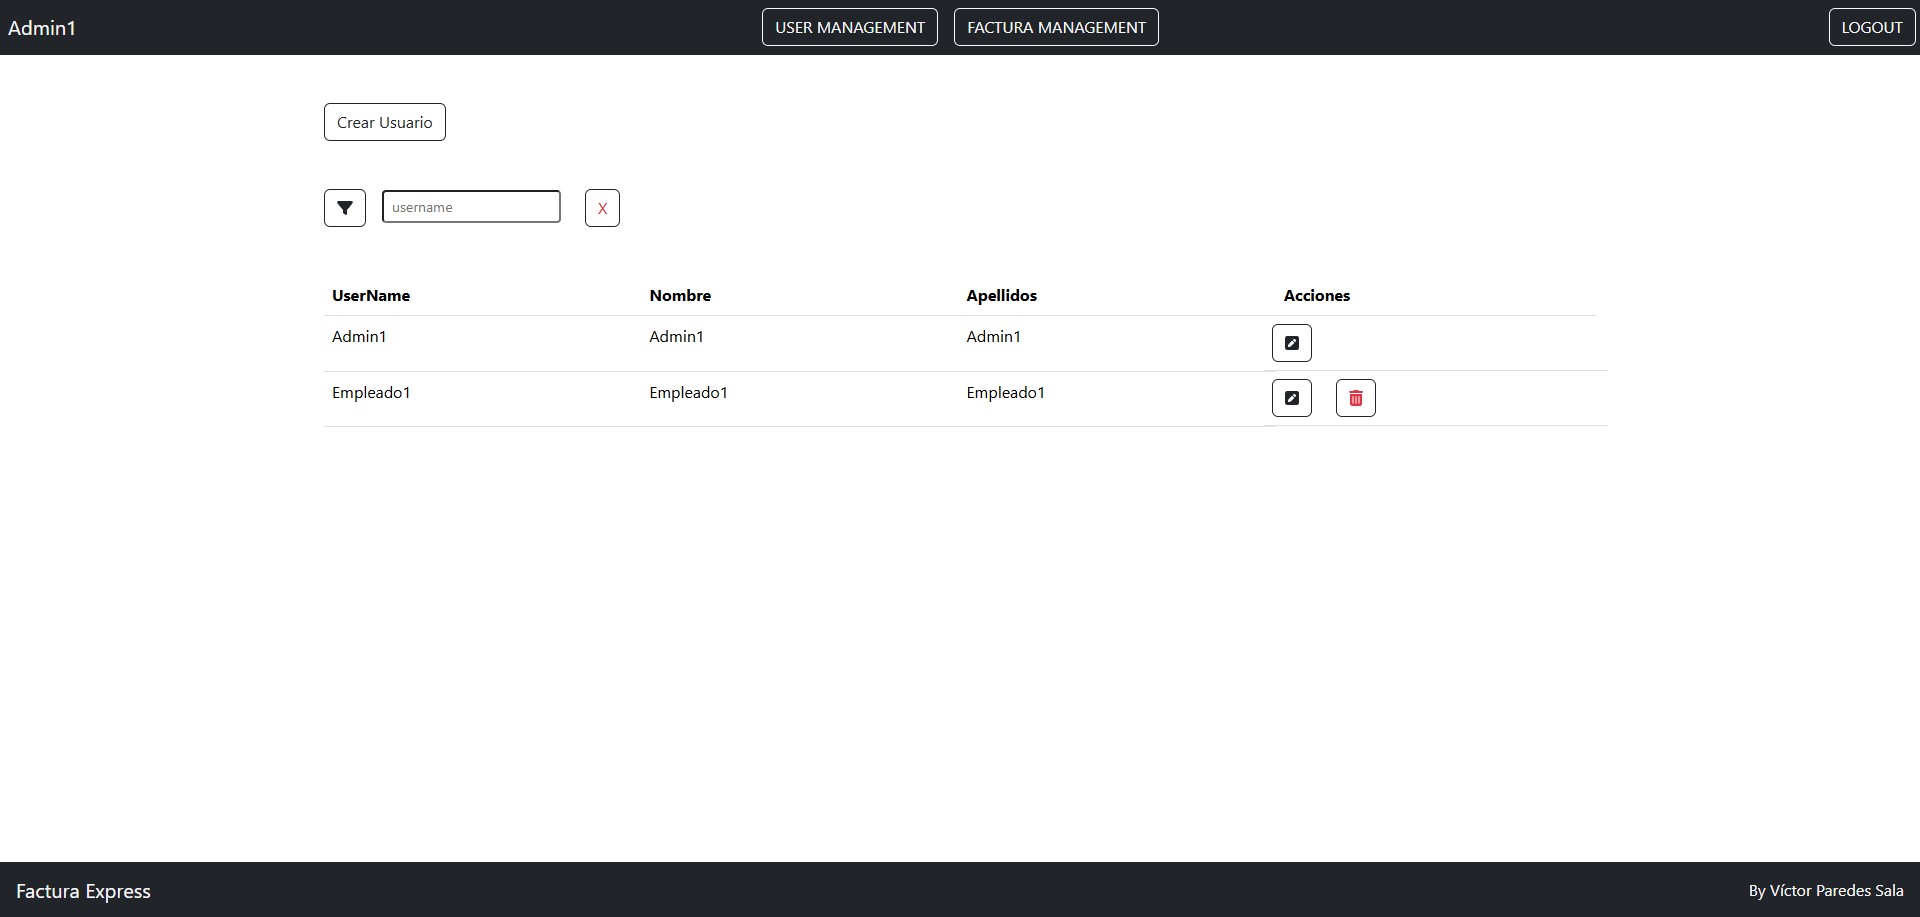 Admin1 USER MANAGEMENT FACTURA MANAGEMENT LOGOUT
Crear Usuario
username X
UserName Nombre Apellidos Acciones
Admin1 Admin1 Admin1
Empleado1 Empleado1 Empleado1
Factura Express By Víctor Paredes Sala